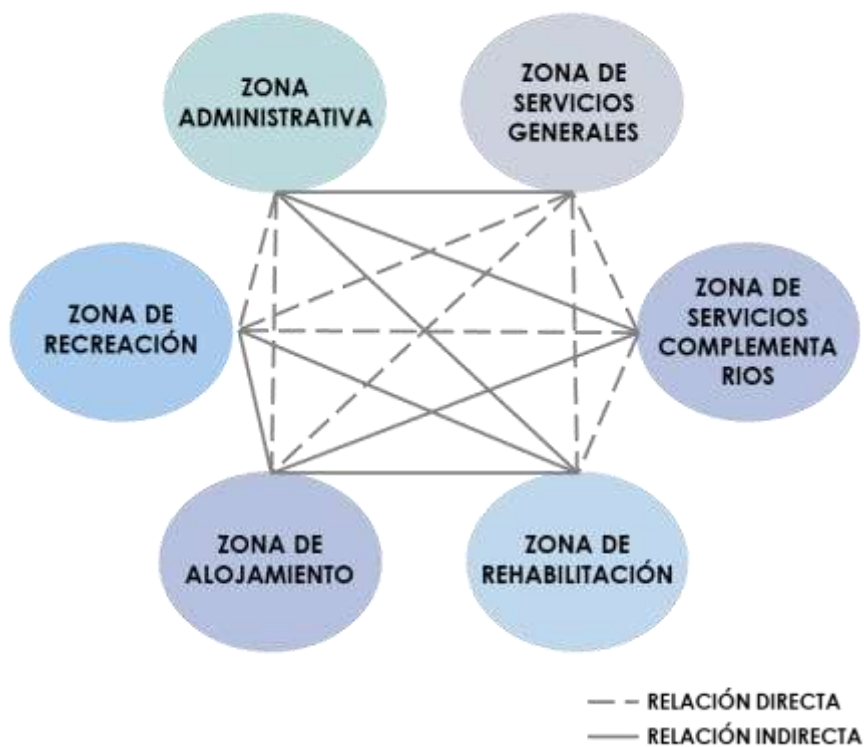 ZONA
ADMINISTRATIVA
ZONA DE
SERVICIOS
GENERALES
ZONA DE
RECREACIÓN
ZONA DE
SERVICIOS
COMPLEMENTA
RIOS
ZONA DE
ALOJAMIENTO
ZONA DE
REHABILITACIÓN
RELACIÓN DIRECTA
RELACIÓN INDIRECTA